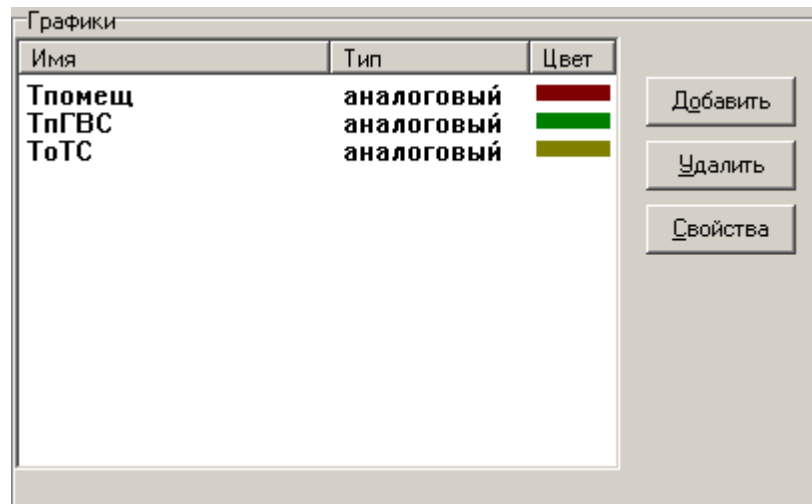 Графики
Имя Тип Цвет
Тпомещ аналоговый
ТпГВС аналоговый
ТоТС аналоговый
Добавить
Удалить
Свойства